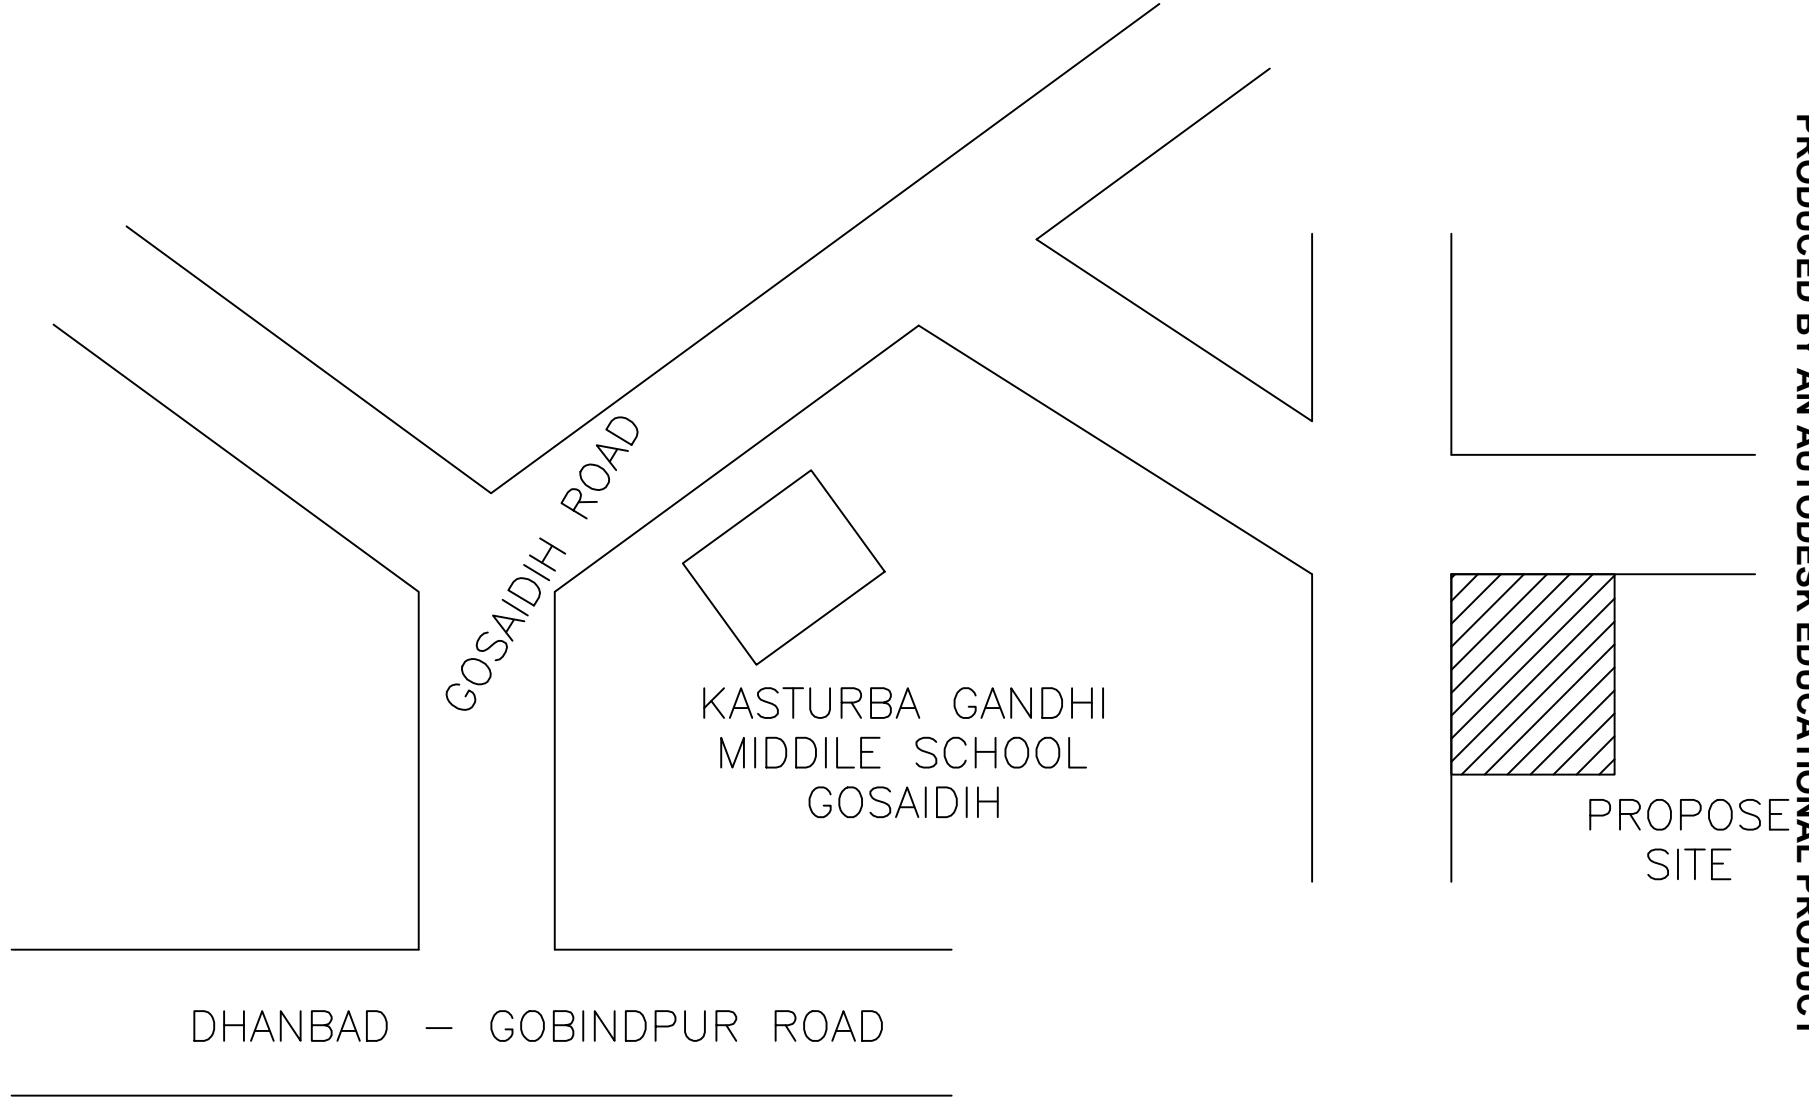 GOSAIDIH ROAD
KASTURBA GANDHI
MIDDILE SCHOOL
GOSAIDIH
PROPOSE
SITE
DHANBAD - GOBINDPUR ROAD
PRODUCED BY AN AUTODESK EDUCATIONAL PRODUCT